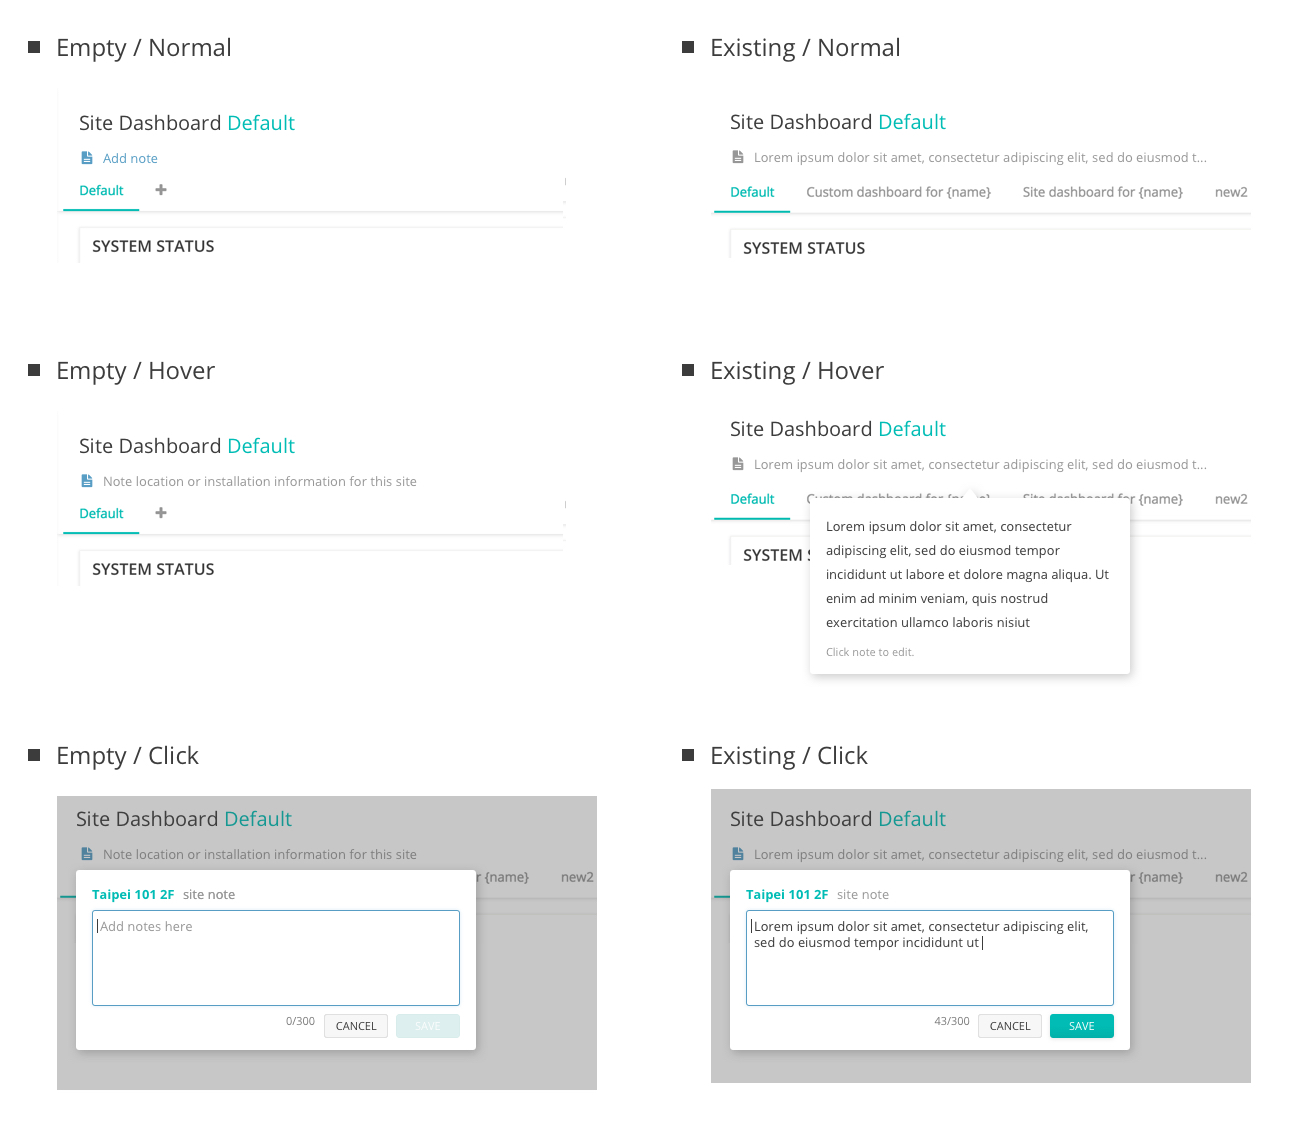 Empty / Normal
Site Dashboard Default
Add note
Default +
SYSTEM STATUS
Existing / Normal
Site Dashboard Default
Lorem ipsum dolor sit amet, consectetur adipiscing elit, sed do eiusmod t...
Default Custom dashboard for {name} Site dashboard for {name} new2
SYSTEM STATUS
Empty / Hover
Site Dashboard Default
Note location or installation information for this site
Default +
SYSTEM STATUS
Existing / Hover
Site Dashboard Default
Lorem ipsum dolor sit amet, consectetur adipiscing elit, sed do eiusmod t...
Default Custom dashboard for {name} Site dashboard for {name} new2
SYSTEM S
Lorem ipsum dolor sit amet, consectetur
adipiscing elit, sed do eiusmod tempor
incididunt ut labore et dolore magna aliqua. Ut
enim ad minim veniam, quis nostrud
exercitation ullamco laboris nisiut
Click note to edit.
Empty / Click
Site Dashboard Default
Note location or installation information for this site
r {name} new2
Taipei 101 2F site note
Add notes here
0/300 CANCEL SAVE
Existing / Click
Site Dashboard Default
Lorem ipsum dolor sit amet, consectetur adipiscing elit, sed do eiusmod t...
r {name} new2
Taipei 101 2F site note
Lorem ipsum dolor sit amet, consectetur adipiscing elit,
sed do eiusmod tempor incididunt ut
43/300 CANCEL SAVE